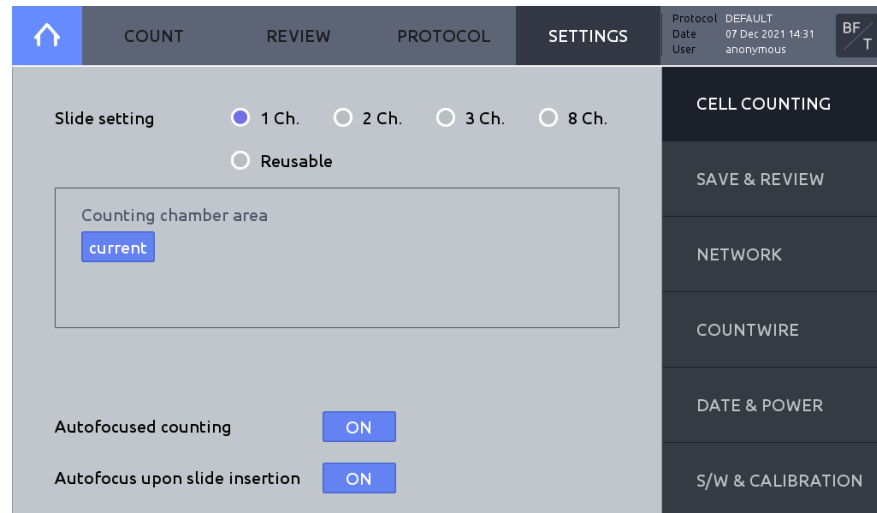 COUNT REVIEW PROTOCOL SETTINGS
Protocol DEFAULT
Date 07 Dec 2021 14:31
User anonymous
BF/T
Slide setting 1 Ch. 2 Ch. 3 Ch. 8 Ch.
Reusable
Counting chamber area
current
Autofocused counting ON
Autofocus upon slide insertion ON
CELL COUNTING
SAVE & REVIEW
NETWORK
COUNTWIRE
DATE & POWER
S/W & CALIBRATION